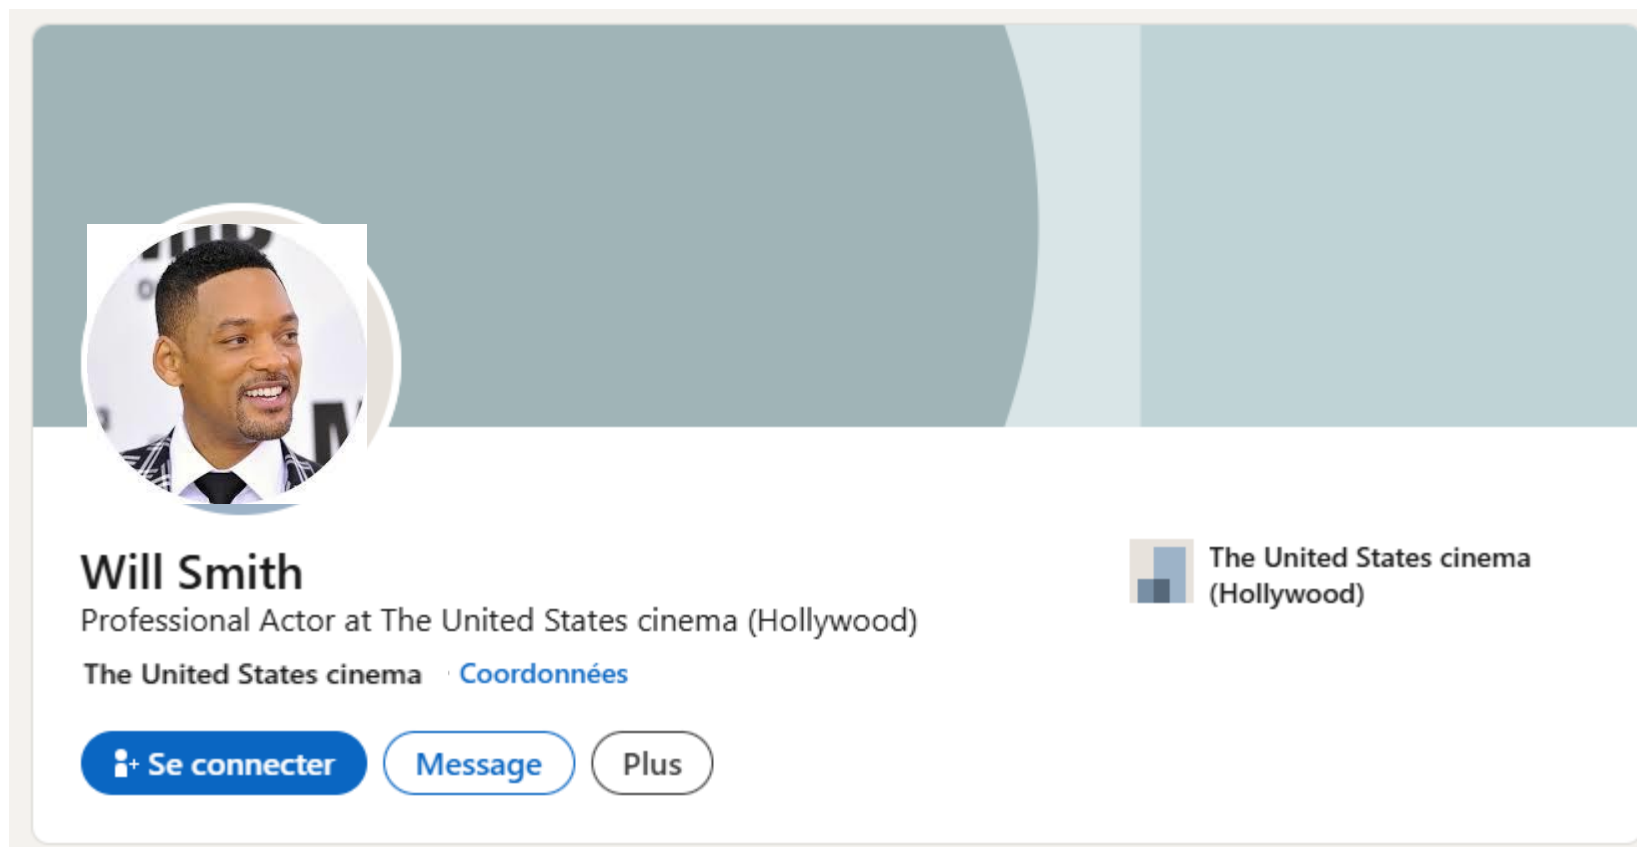 Will Smith
Professional Actor at The United States cinema (Hollywood)
The United States cinema · Coordonnées
Se connecter
Message
Plus
The United States cinema
(Hollywood)